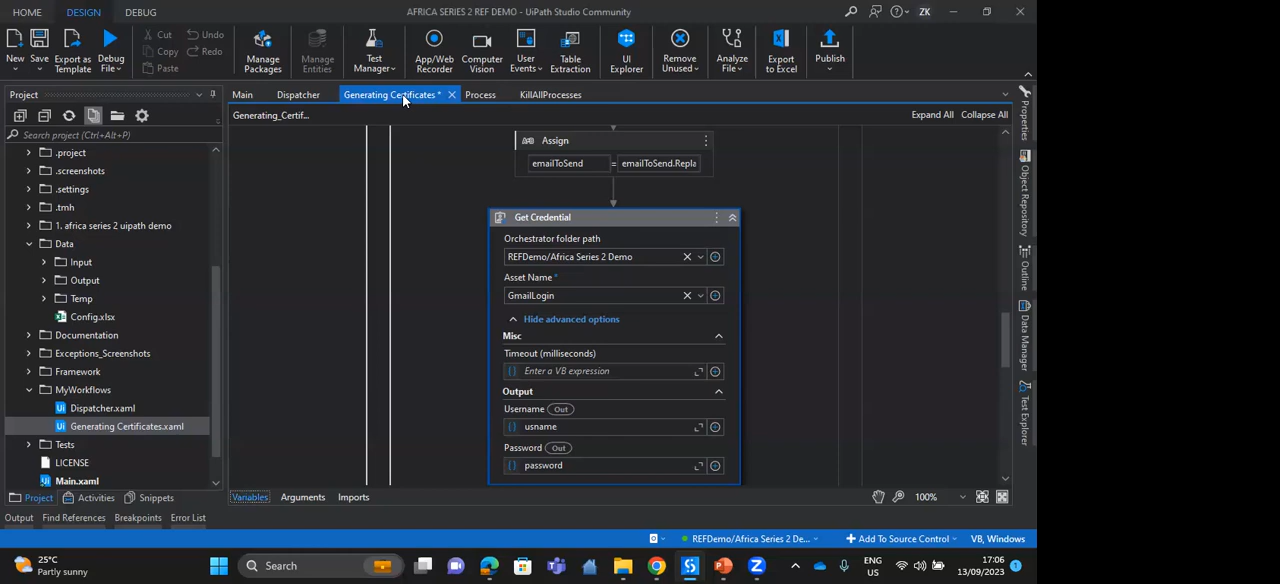 HOME DESIGN DEBUG AFRICA SERIES 2 REF DEMO - UiPath Studio Community ZK
New Save Export as Template Debug File Cut Copy Paste Undo Redo Manage Packages Manage Entities Test Manager App/Web Recorder Computer Vision User Events Table Extraction UI Explorer Remove Unused Analyze File Export to Excel Publish
Project Main Dispatcher Generating Certificates * Process KillAllProcesses
Generating_Certif... Expand All Collapse All
Search project (Ctrl+Alt+P)
.project
.screenshots
.settings
.tmh
1. africa series 2 uipath demo
Data
Input
Output
Temp
Config.xlsx
Documentation
Exceptions_Screenshots
Framework
MyWorkflows
Dispatcher.xaml
Generating Certificates.xaml
Tests
LICENSE
Main.xaml
Assign
emailToSend = emailToSend.Repla
Get Credential
Orchestrator folder path
REFDemo/Africa Series 2 Demo
Asset Name *
GmailLogin
Hide advanced options
Misc
Timeout (milliseconds)
Enter a VB expression
Output
Username Out
usname
Password Out
password
Properties
Object Repository
Outline
Data Manager
Test Explorer
Project Activities Snippets Variables Arguments Imports 100%
Output Find References Breakpoints Error List
REFDemo/Africa Series 2 De... Add To Source Control VB, Windows
25°C
Partly sunny
Search
ENG
US
17:06
13/09/2023
1